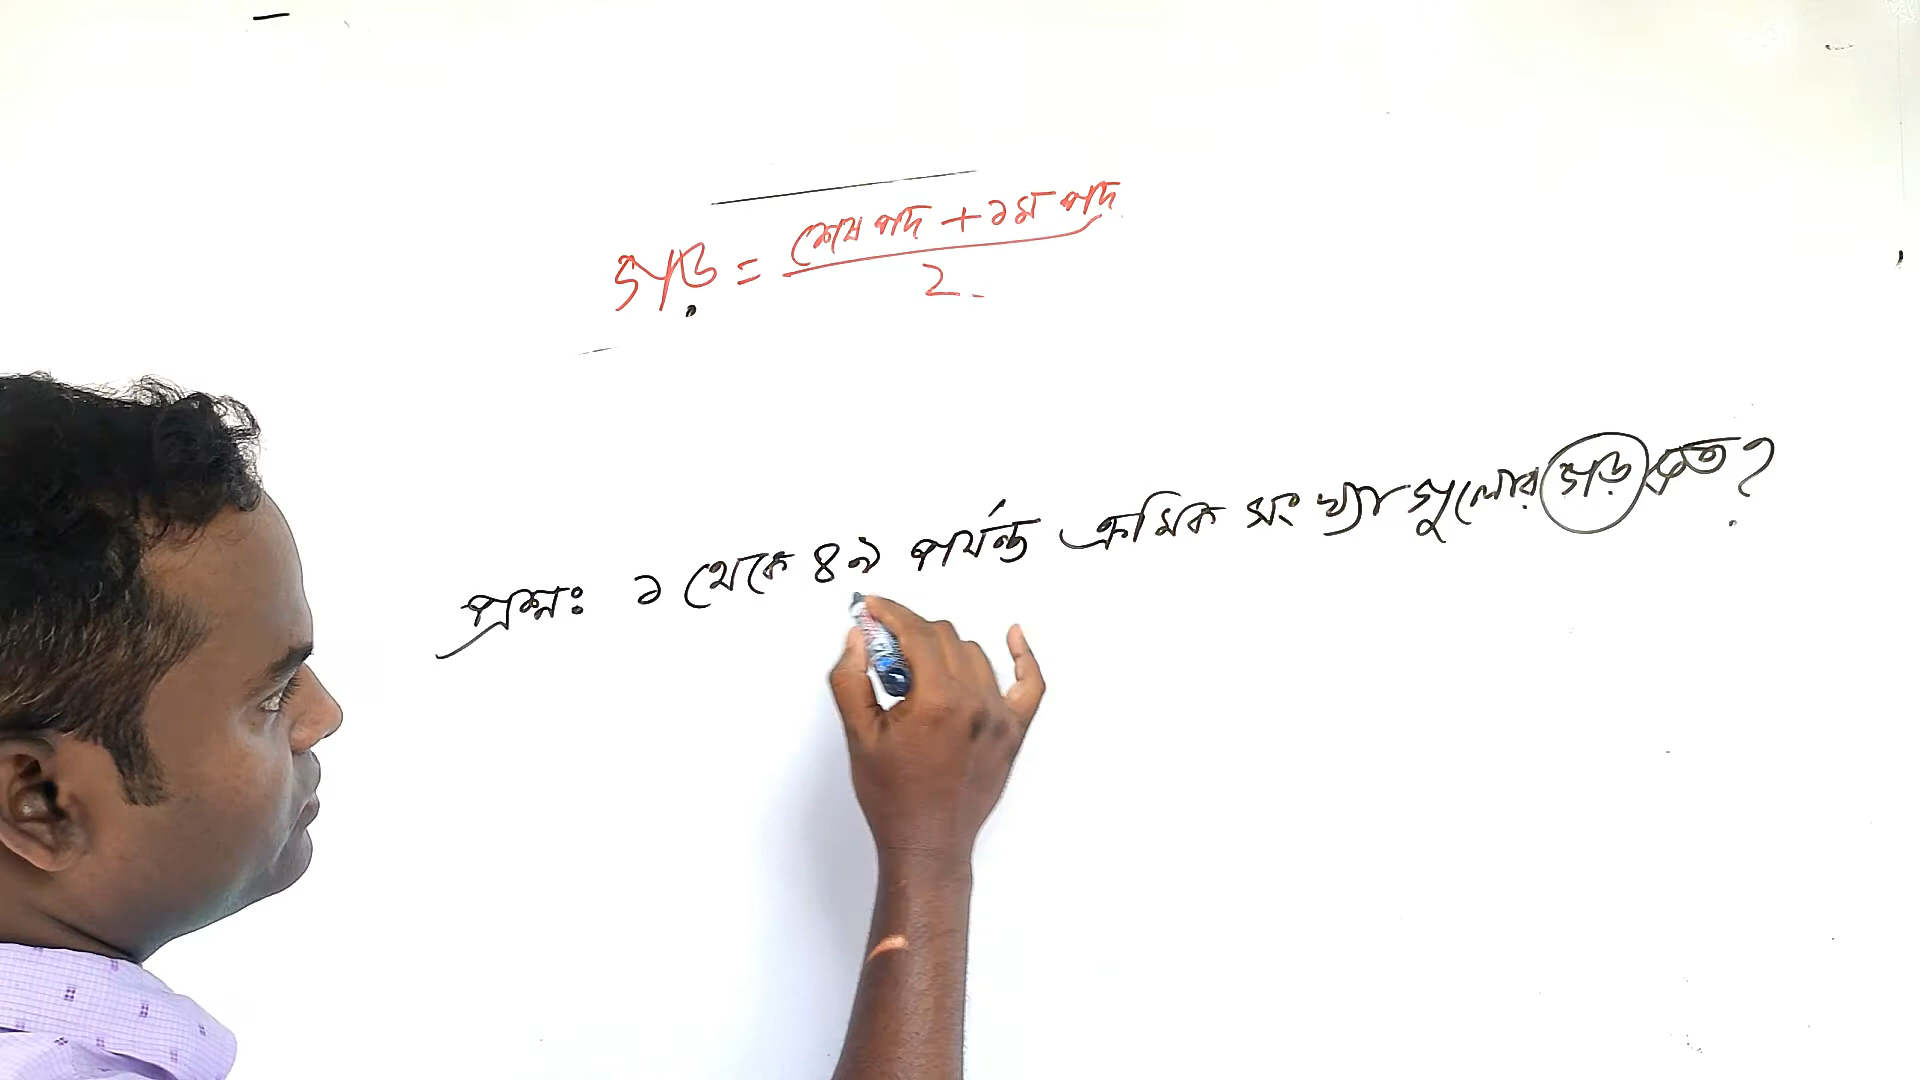 গড় = শেষ পদ + ১ম পদ
2
প্রশ্নঃ ১ থেকে ৪৯ পর্যন্ত ক্রমিক সংখ্যা গুলোর গড় কত?